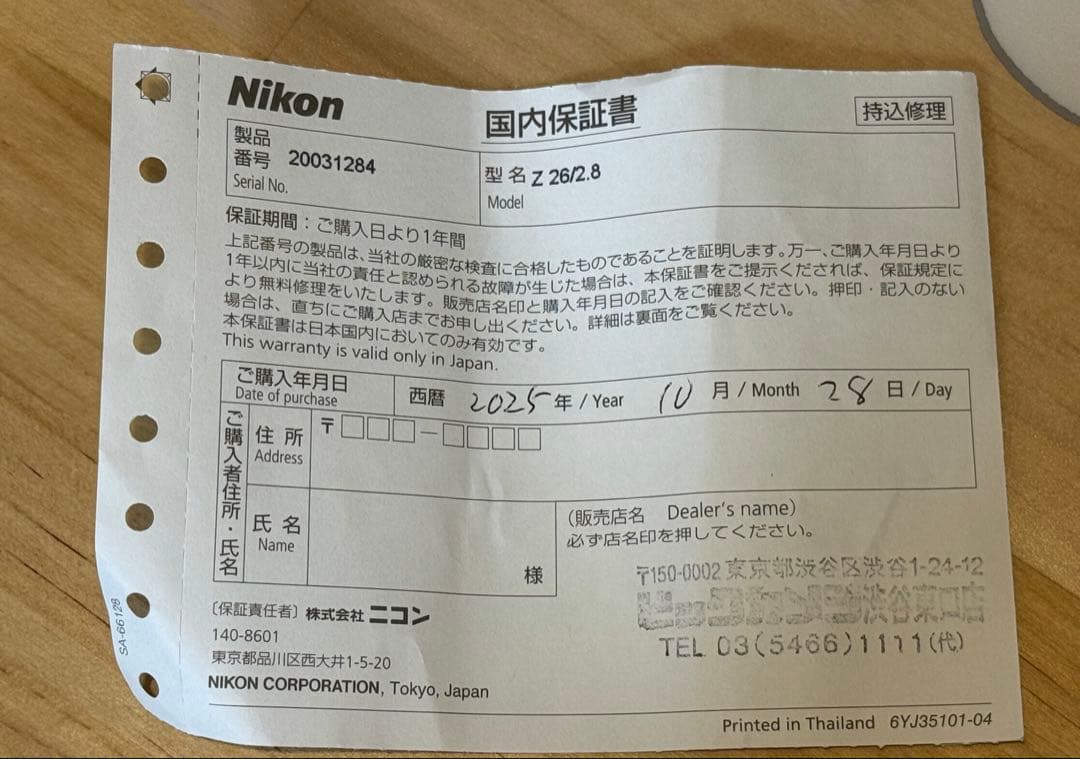 Nikon
国内保証書
持込修理
製品
番号 20031284
Serial No.
型名 Z 26/2.8
Model
保証期間：ご購入日より1年間
上記番号の製品は、当社の厳密な検査に合格したものであることを証明します。万一、ご購入年月日より
1年以内に当社の責任と認められる故障が生じた場合は、本保証書をご提示くだされば、保証規定に
より無料修理をいたします。販売店名印と購入年月日の記入をご確認ください。押印・記入のない
場合は、直ちにご購入店までお申し出ください。詳細は裏面をご覧ください。
本保証書は日本国内においてのみ有効です。
This warranty is valid only in Japan.
ご購入年月日
Date of purchase
西暦 2025 年 / Year 10 月 / Month 28 日 / Day
ご購入者住所・氏名
住所
Address
〒
氏名
Name
様
（販売店名 Dealer's name）
必ず店名印を押してください。
〒150-0002 東京都渋谷区渋谷1-24-12
渋谷東口店
TEL 03(5466)1111(代)
〔保証責任者〕株式会社 ニコン
140-8601
東京都品川区西大井1-5-20
NIKON CORPORATION, Tokyo, Japan
Printed in Thailand 6YJ35101-04
SA-66128